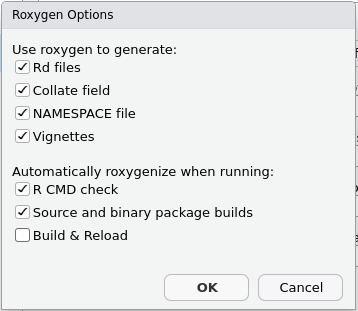 Roxygen Options
Use roxygen to generate:
Rd files
Collate field
NAMESPACE file
Vignettes
Automatically roxygenize when running:
R CMD check
Source and binary package builds
Build & Reload
OK Cancel